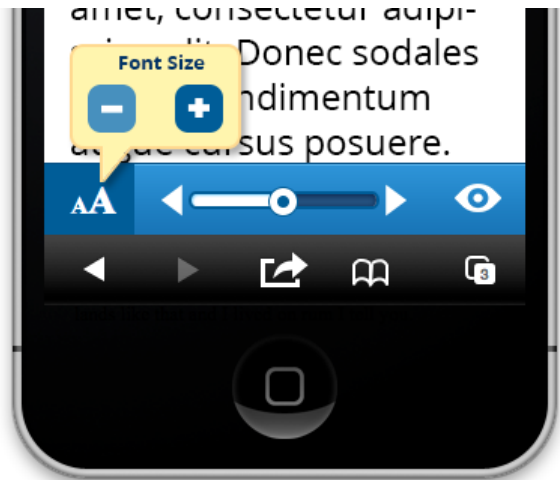 amet, consectetur adipi-
Donec sodales
Font Size
ndimentum
cursus posuere.
AA
3